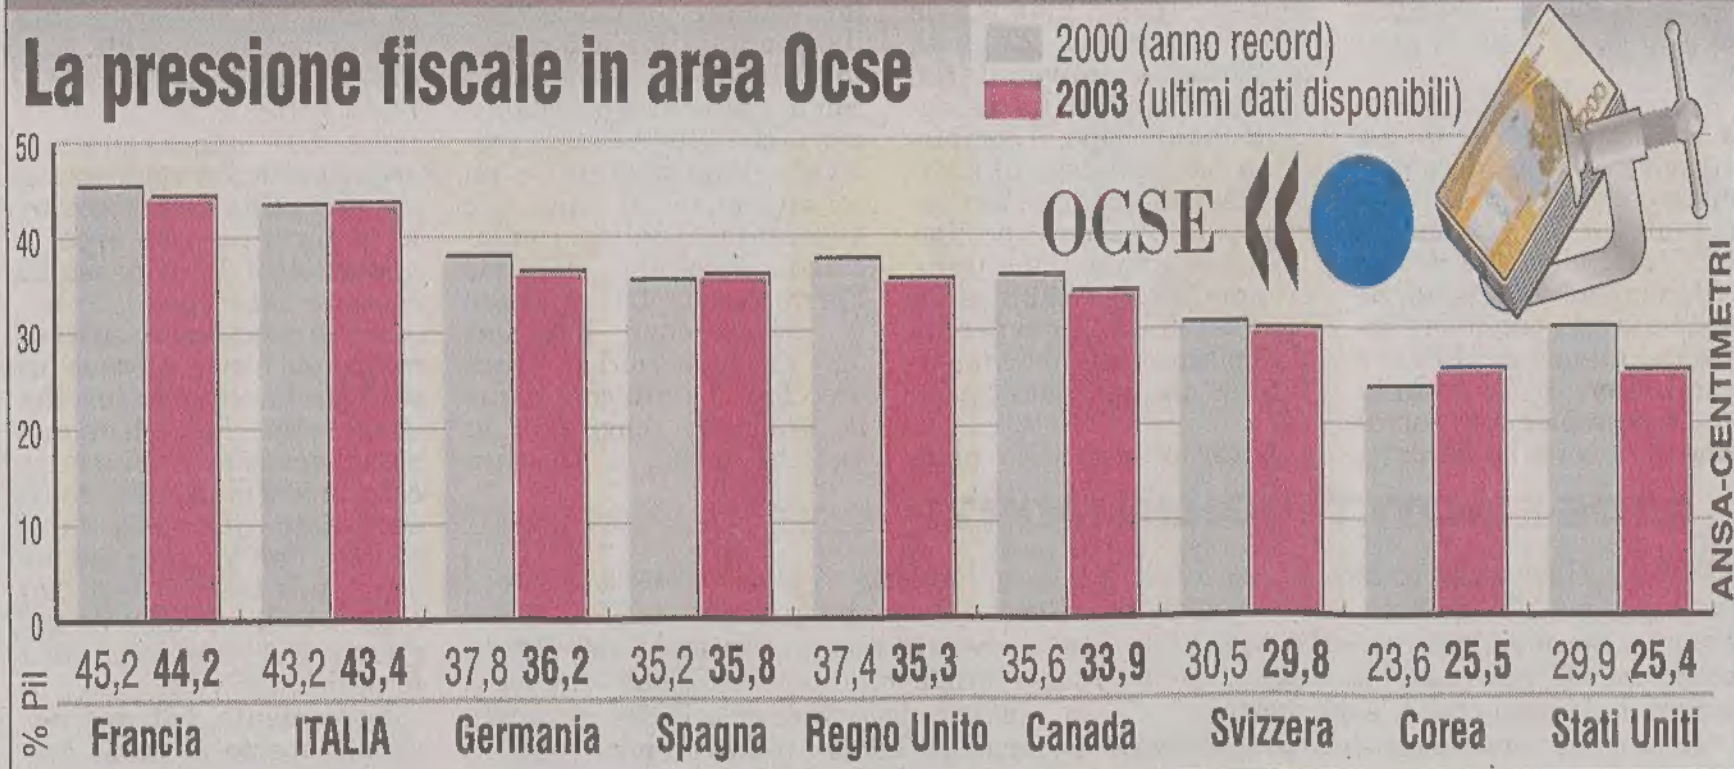 La pressione fiscale in area Ocse
2000 (anno record)
2003 (ultimi dati disponibili)
OCSE
50
40
30
20
10
0
% Pil
45,2 44,2 43,2 43,4 37,8 36,2 35,2 35,8 37,4 35,3 35,6 33,9 30,5 29,8 23,6 25,5 29,9 25,4
Francia ITALIA Germania Spagna Regno Unito Canada Svizzera Corea Stati Uniti
ANSA-CENTIMETRI